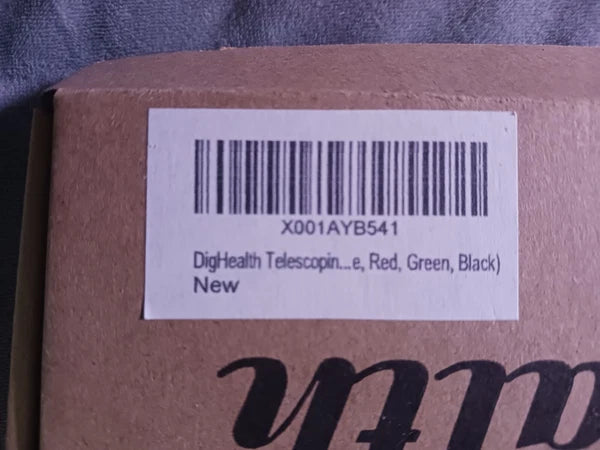 X001AYB541
DigHealth Telescopin...e, Red, Green, Black)
New